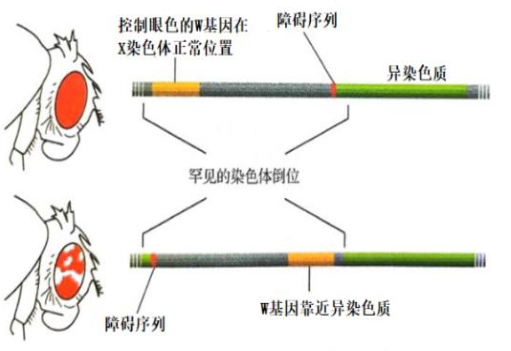 控制眼色的W基因在
X染色体正常位置
障碍序列
异染色质
罕见的染色体倒位
障碍序列
W基因靠近异染色质